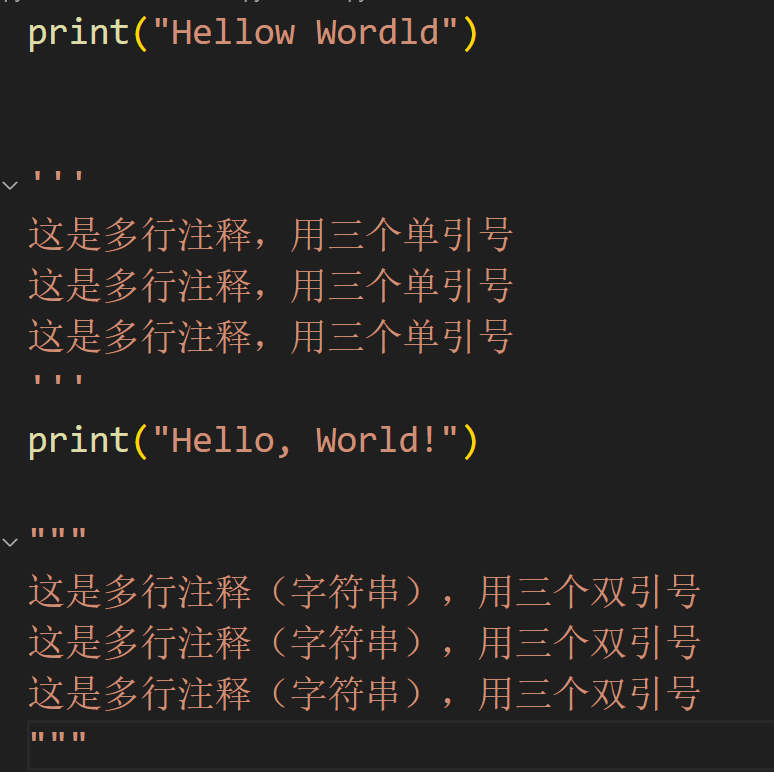 print("Hellow Wordld")
'''
这是多行注释，用三个单引号
这是多行注释，用三个单引号
这是多行注释，用三个单引号
'''
print("Hello, World!")
"""
这是多行注释（字符串），用三个双引号
这是多行注释（字符串），用三个双引号
这是多行注释（字符串），用三个双引号
"""